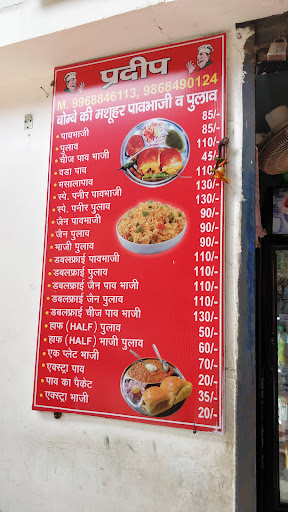 प्रदीप
M. 9968846113, 9868490124
बोम्बे की मशहूर पावभाजी व पुलाव
• पावभाजी 85/-
• पुलाव 85/-
• चीज पाव भाजी 110/-
• वडा पाव 45/-
• मसालापाव 110/-
• स्पे. पनीर पावभाजी 130/-
• स्पे. पनीर पुलाव 130/-
• जेन पावभाजी 90/-
• जैन पुलाव 90/-
• भाजी पुलाव 90/-
• डबलफ्राई पावभाजी 110/-
• डबलफ्राई पुलाव 110/-
• डबलफ्राई जैन पाव भाजी 110/-
• डबलफ्राई जैन पुलाव 110/-
• डबलफ्राई चीज पाव भाजी 130/-
• हाफ (HALF) पुलाव 50/-
• हाफ (HALF) भाजी पुलाव 60/-
• एक प्लेट भाजी 70/-
• एक्स्ट्रा पाव 20/-
• पाव का पैकेट 35/-
• एक्स्ट्रा भाजी 20/-